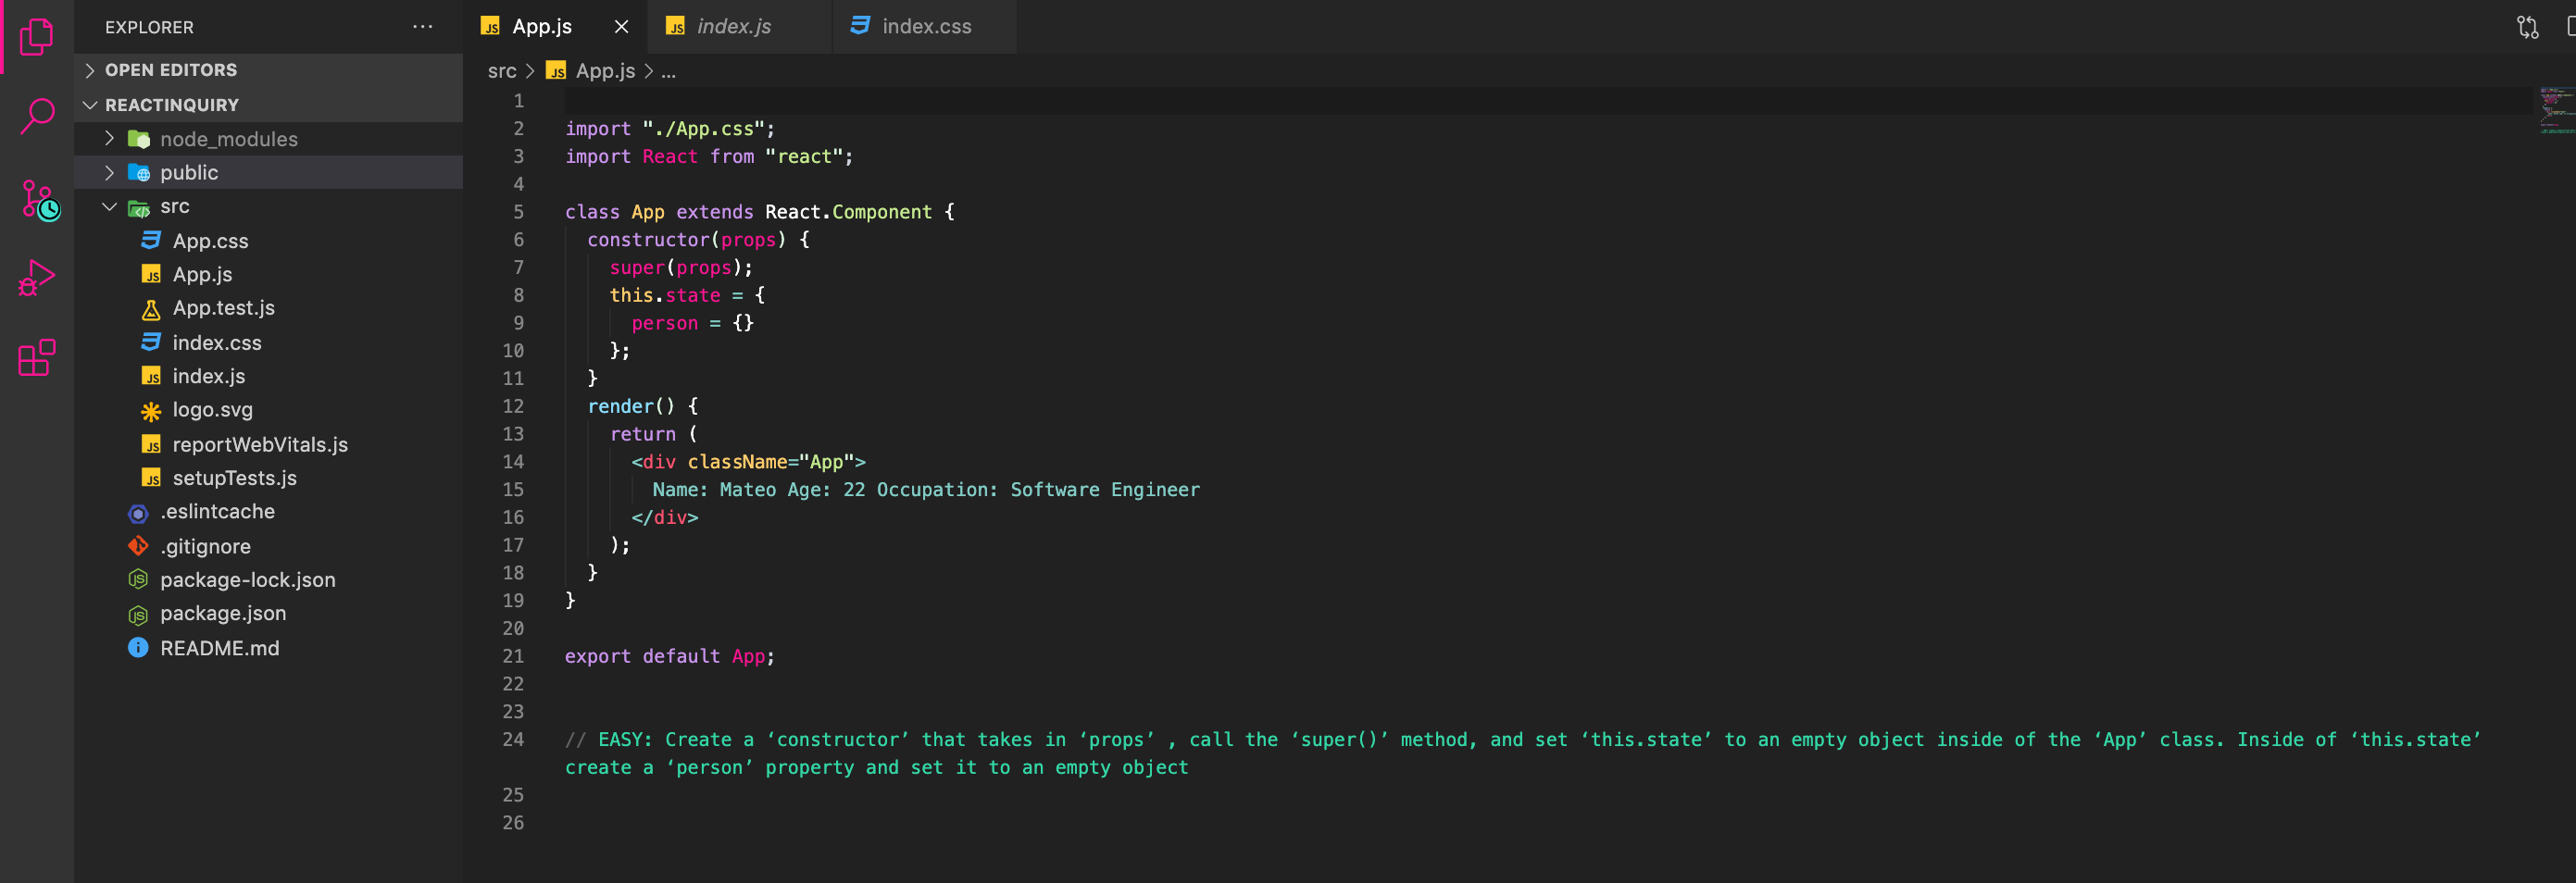 EXPLORER
OPEN EDITORS
REACTINQUIRY
node_modules
public
src
App.css
App.js
App.test.js
index.css
index.js
logo.svg
reportWebVitals.js
setupTests.js
.eslintcache
.gitignore
package-lock.json
package.json
README.md
App.js index.js index.css
src > App.js > ...
1
2 import "./App.css";
3 import React from "react";
4
5 class App extends React.Component {
6 constructor(props) {
7 super(props);
8 this.state = {
9 person = {}
10 };
11 }
12 render() {
13 return (
14 <div className="App">
15 Name: Mateo Age: 22 Occupation: Software Engineer
16 </div>
17 );
18 }
19 }
20
21 export default App;
22
23
24 // EASY: Create a ‘constructor’ that takes in ‘props’ , call the ‘super()’ method, and set ‘this.state’ to an empty object inside of the ‘App’ class. Inside of ‘this.state’
create a ‘person’ property and set it to an empty object
25
26